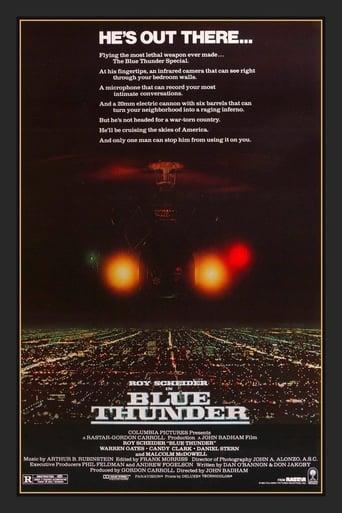 HE'S OUT THERE...
Flying the most lethal weapon ever made...
The Blue Thunder Special.
At his fingertips, an infrared camera that can see right
through your bedroom walls.
A microphone that can record your most
intimate conversations.
And a 20mm electric cannon with six barrels that can
turn your neighborhood into a raging inferno.
But he's not headed for a war-torn country.
He'll be cruising the skies of America.
And only one man can stop him from using it on you.
ROY SCHEIDER
IN
BLUE
THUNDER
COLUMBIA PICTURES Presents
A RASTAR-GORDON CARROLL Production A JOHN BADHAM Film
ROY SCHEIDER "BLUE THUNDER"
WARREN OATES · CANDY CLARK · DANIEL STERN
and MALCOLM McDOWELL
Music by ARTHUR B. RUBINSTEIN Edited by FRANK MORRISS Director of Photography JOHN A. ALONZO, A.S.C.
Executive Producers PHIL FELDMAN and ANDREW FOGELSON Written by DAN O'BANNON & DON JAKOBY
Produced by GORDON CARROLL Directed by JOHN BADHAM
R
PANAVISION®